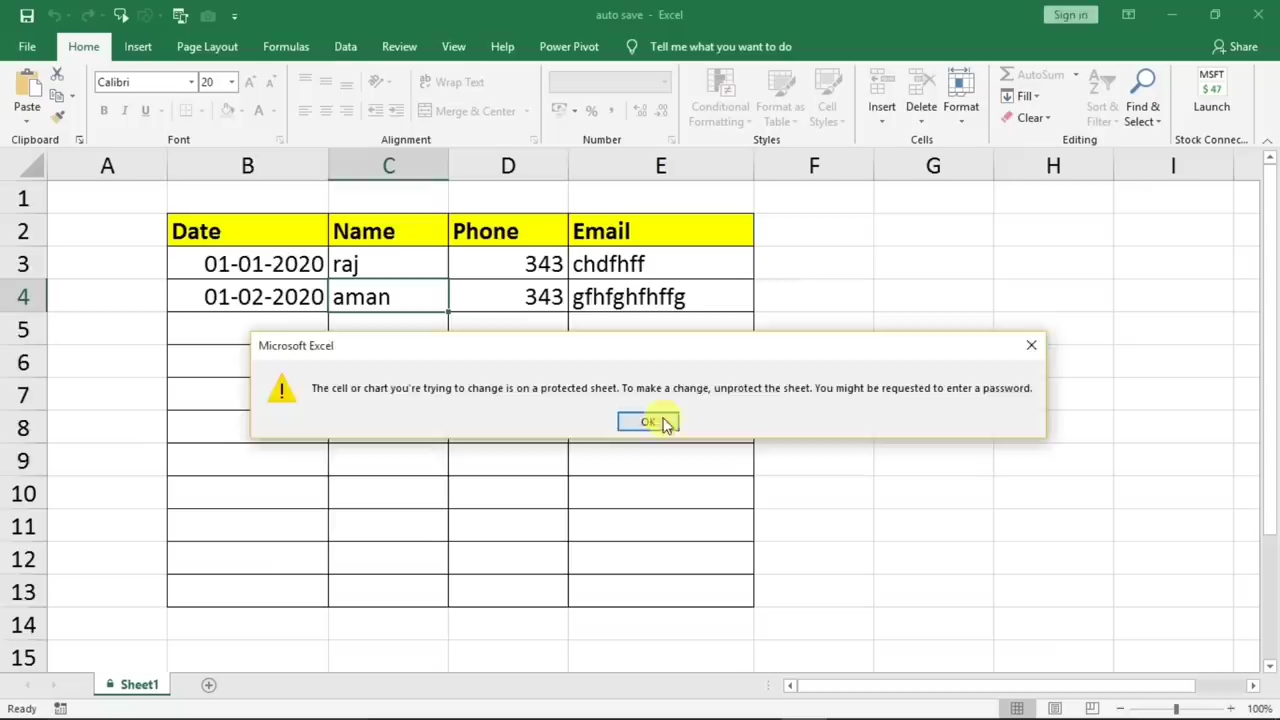 auto save - Excel
Sign in
File Home Insert Page Layout Formulas Data Review View Help Power Pivot Tell me what you want to do Share
Paste
Calibri 20
B I U A
Wrap Text
Merge & Center
Conditional Formatting
Format as Table
Cell Styles
Insert Delete Format
AutoSum
Fill
Clear
Sort & Filter
Find & Select
MSFT
$ 47
Launch
Clipboard Font Alignment Number Styles Cells Editing Stock Connec...
A B C D E F G H I
1
2 Date Name Phone Email
3 01-01-2020 raj 343 chdfhff
4 01-02-2020 aman 343 gfhfghfhffg
5
Microsoft Excel
6
7 The cell or chart you're trying to change is on a protected sheet. To make a change, unprotect the sheet. You might be requested to enter a password.
8 OK
9
10
11
12
13
14
15
Sheet1
Ready 100%